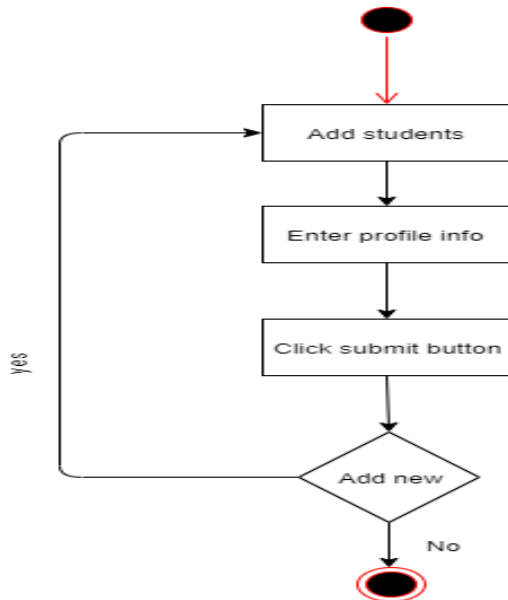 Add students
Enter profile info
Click submit button
yes
Add new
No